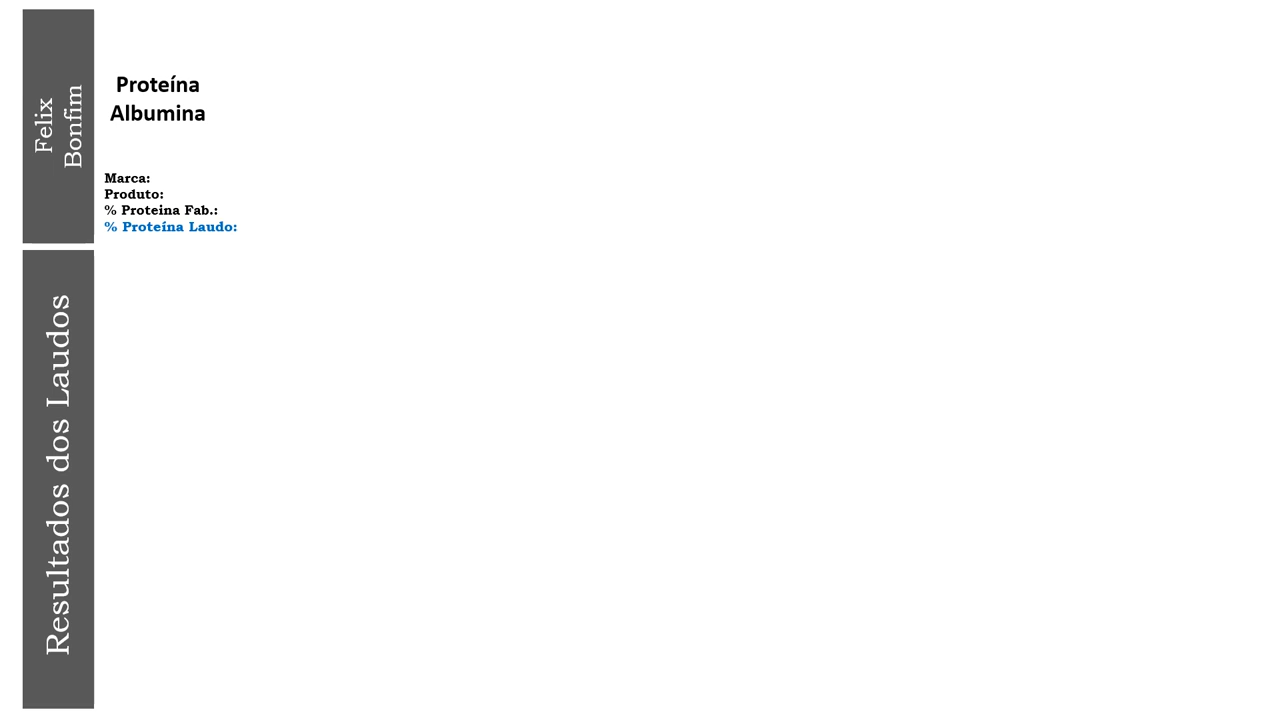 Felix
Bonfim
Proteína
Albumina
Marca:
Produto:
% Proteina Fab.:
% Proteína Laudo:
Resultados dos Laudos